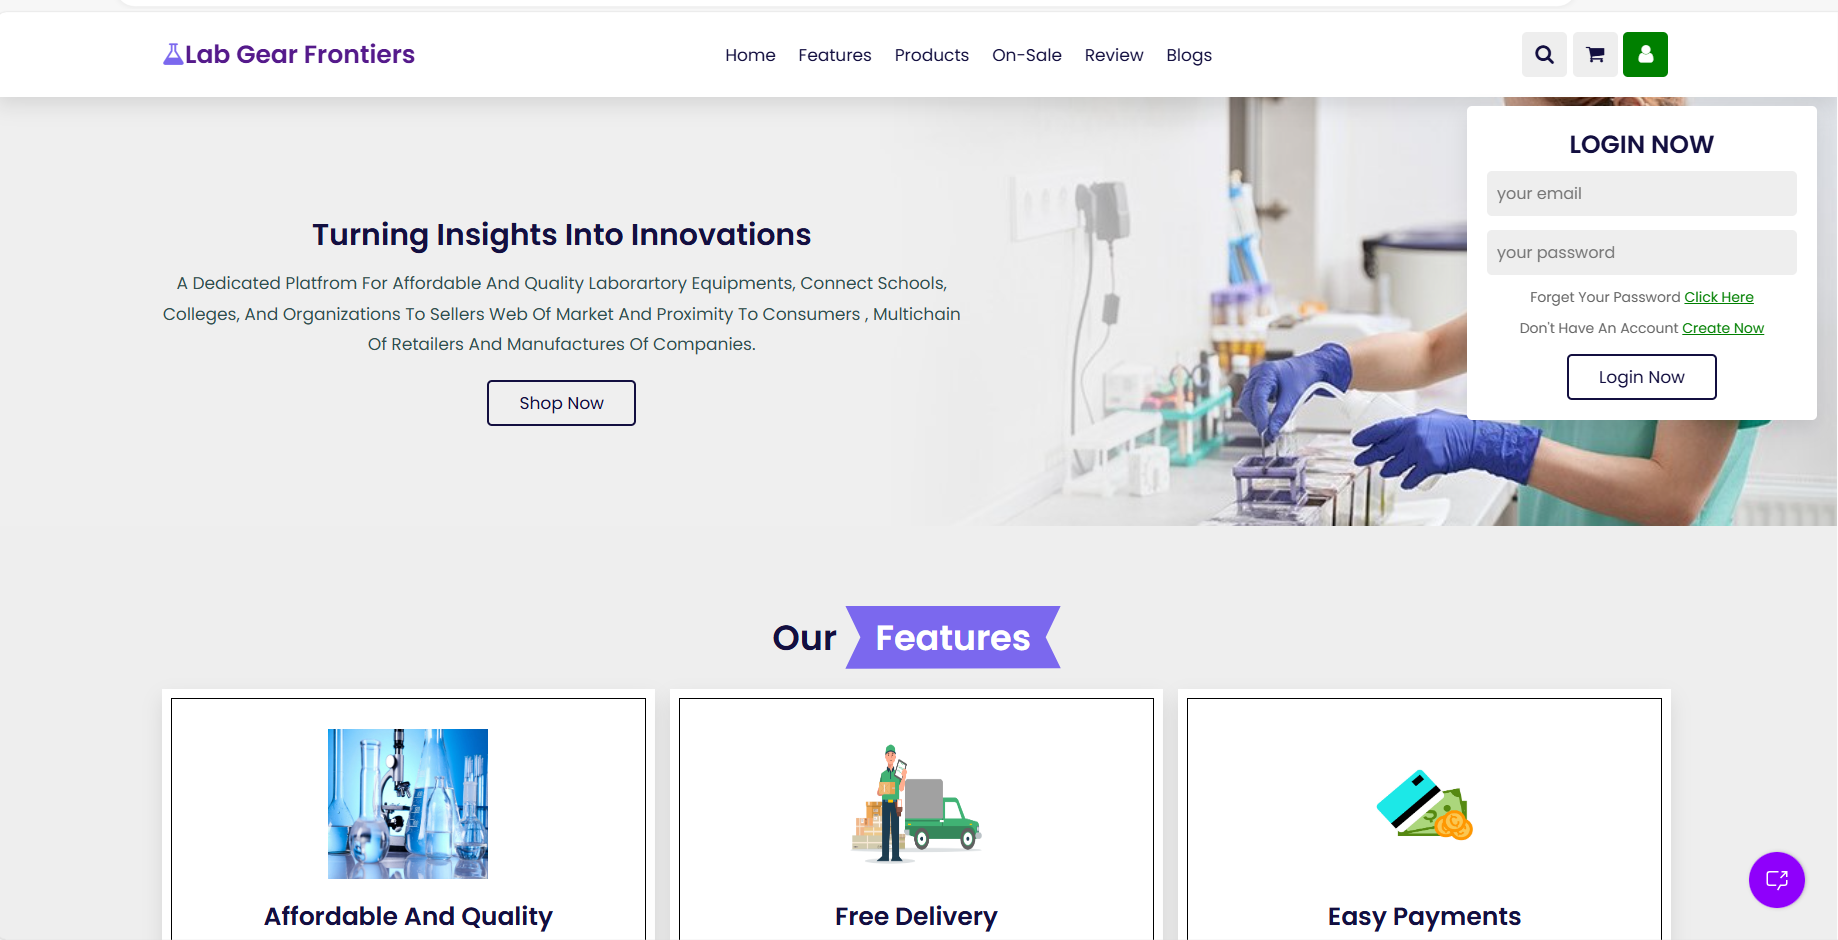 Lab Gear Frontiers
Home Features Products On-Sale Review Blogs
LOGIN NOW
your email
your password
Forget Your Password Click Here
Don't Have An Account Create Now
Login Now
Turning Insights Into Innovations
A Dedicated Platfrom For Affordable And Quality Laborartory Equipments, Connect Schools,
Colleges, And Organizations To Sellers Web Of Market And Proximity To Consumers , Multichain
Of Retailers And Manufactures Of Companies.
Shop Now
Our Features
Affordable And Quality
Free Delivery
Easy Payments